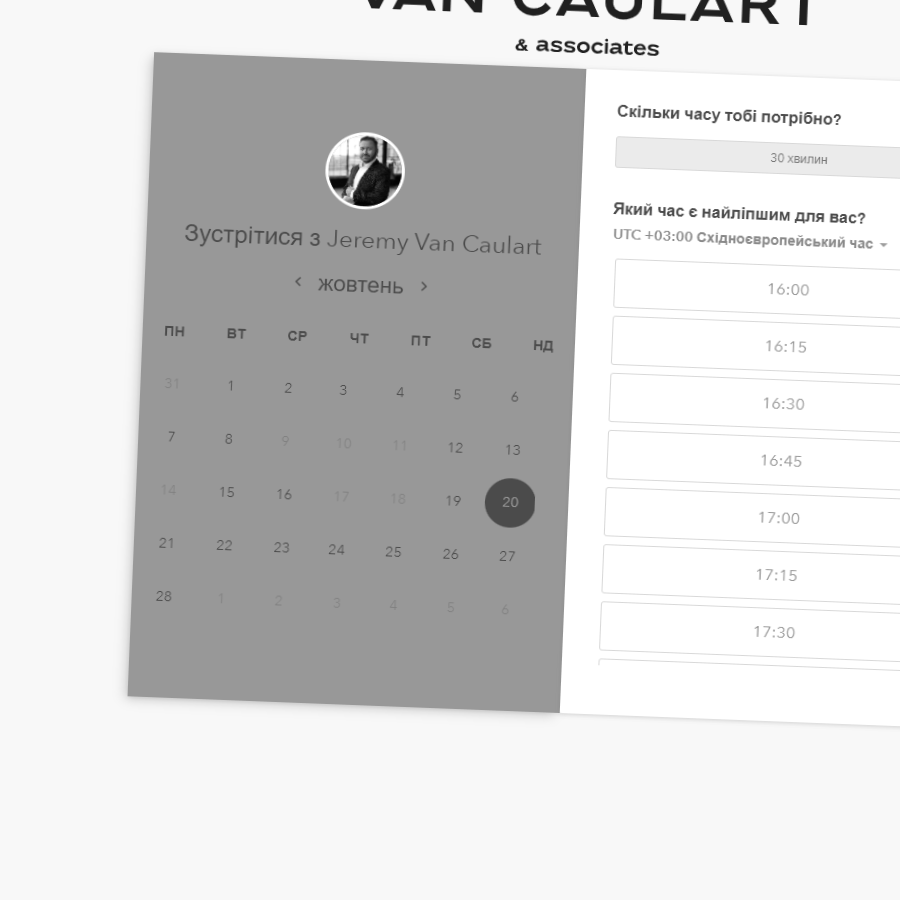 VAN CAULART
& associates
Зустрітися з Jeremy Van Caulart
жовтень
ПН ВТ СР ЧТ ПТ СБ НД
31 1 2 3 4 5 6
7 8 9 10 11 12 13
14 15 16 17 18 19 20
21 22 23 24 25 26 27
28 1 2 3 4 5 6
Скільки часу тобі потрібно?
30 хвилин
Який час є найліпшим для вас?
UTC +03:00 Східноєвропейський час
16:00
16:15
16:30
16:45
17:00
17:15
17:30